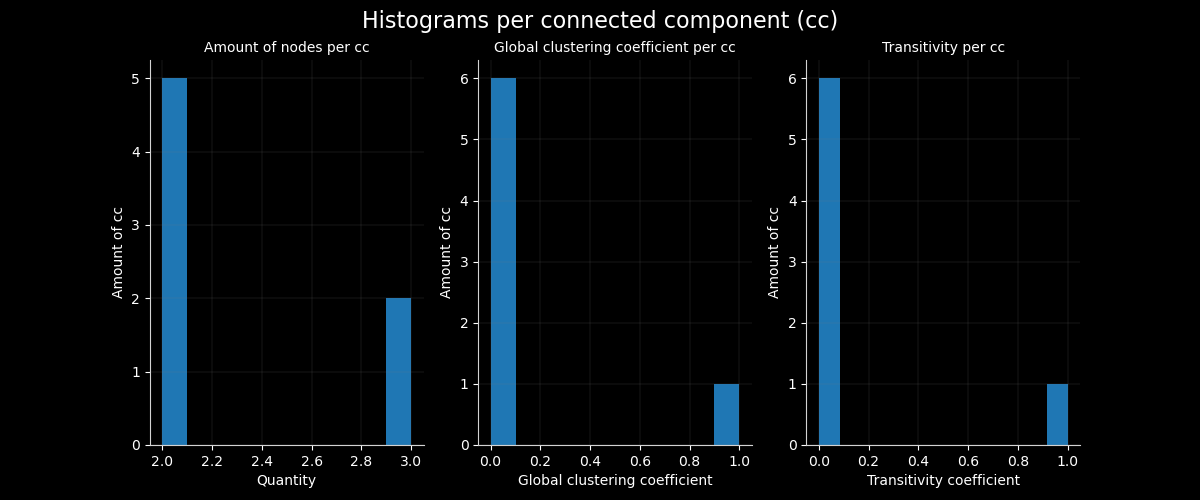 Histograms per connected component (cc)
Amount of nodes per cc
Amount of cc
5
4
3
2
1
0
2.0 2.2 2.4 2.6 2.8 3.0
Quantity
Global clustering coefficient per cc
Amount of cc
6
5
4
3
2
1
0
0.0 0.2 0.4 0.6 0.8 1.0
Global clustering coefficient
Transitivity per cc
Amount of cc
6
5
4
3
2
1
0
0.0 0.2 0.4 0.6 0.8 1.0
Transitivity coefficient